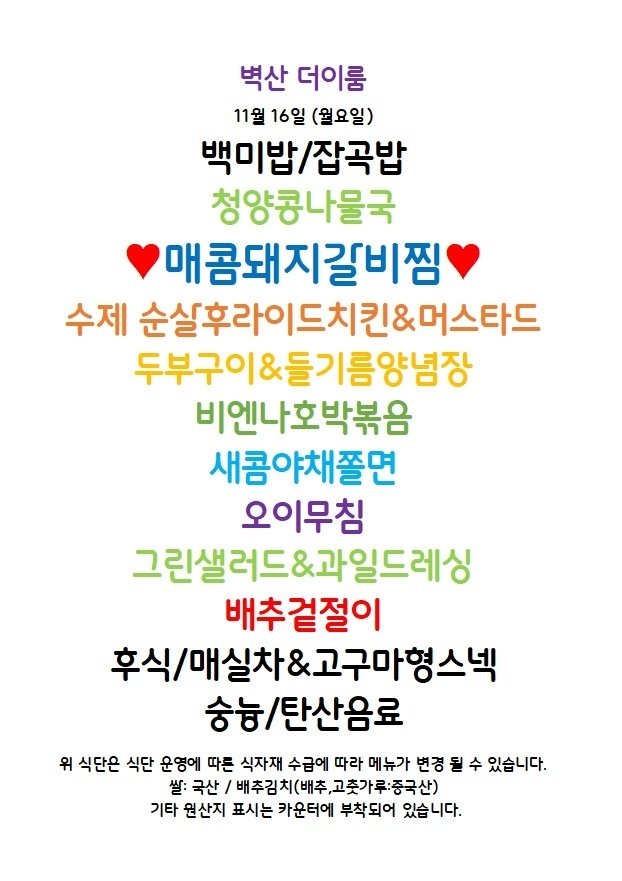 벽산 더이룸
11월 16일 (월요일)
백미밥/잡곡밥
청양콩나물국
♥매콤돼지갈비찜♥
수제 순살후라이드치킨&머스타드
두부구이&들기름양념장
비엔나호박볶음
새콤야채쫄면
오이무침
그린샐러드&과일드레싱
배추겉절이
후식/매실차&고구마형스넥
숭늉/탄산음료
위 식단은 식단 운영에 따른 식자재 수급에 따라 메뉴가 변경 될 수 있습니다.
쌀: 국산 / 배추김치(배추,고춧가루:중국산)
기타 원산지 표시는 카운터에 부착되어 있습니다.